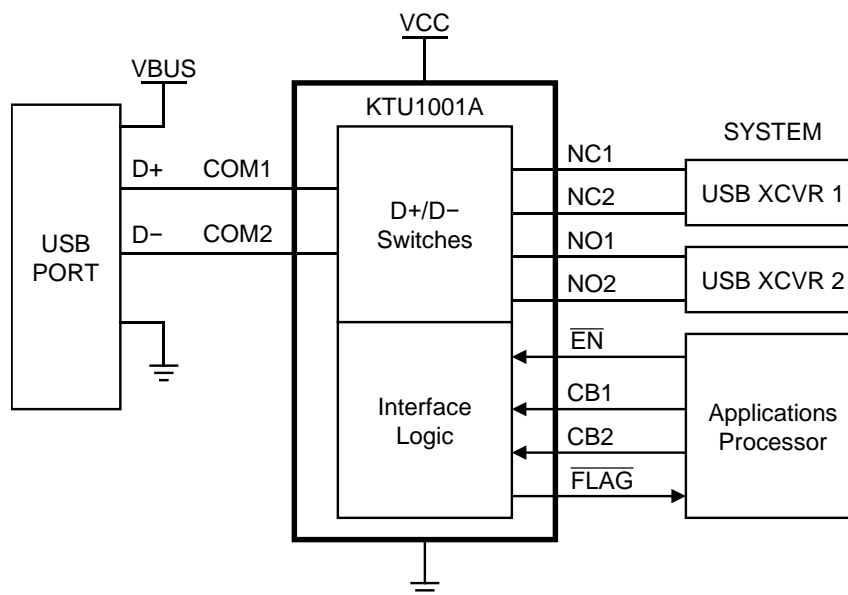 VCC
VBUS
KTU1001A
SYSTEM
D+
COM1
NC1
USB XCVR 1
NC2
D+/D−
Switches
D−
COM2
USB
PORT
NO1
USB XCVR 2
NO2
EN
Interface
Logic
CB1
CB2
FLAG
Applications
Processor